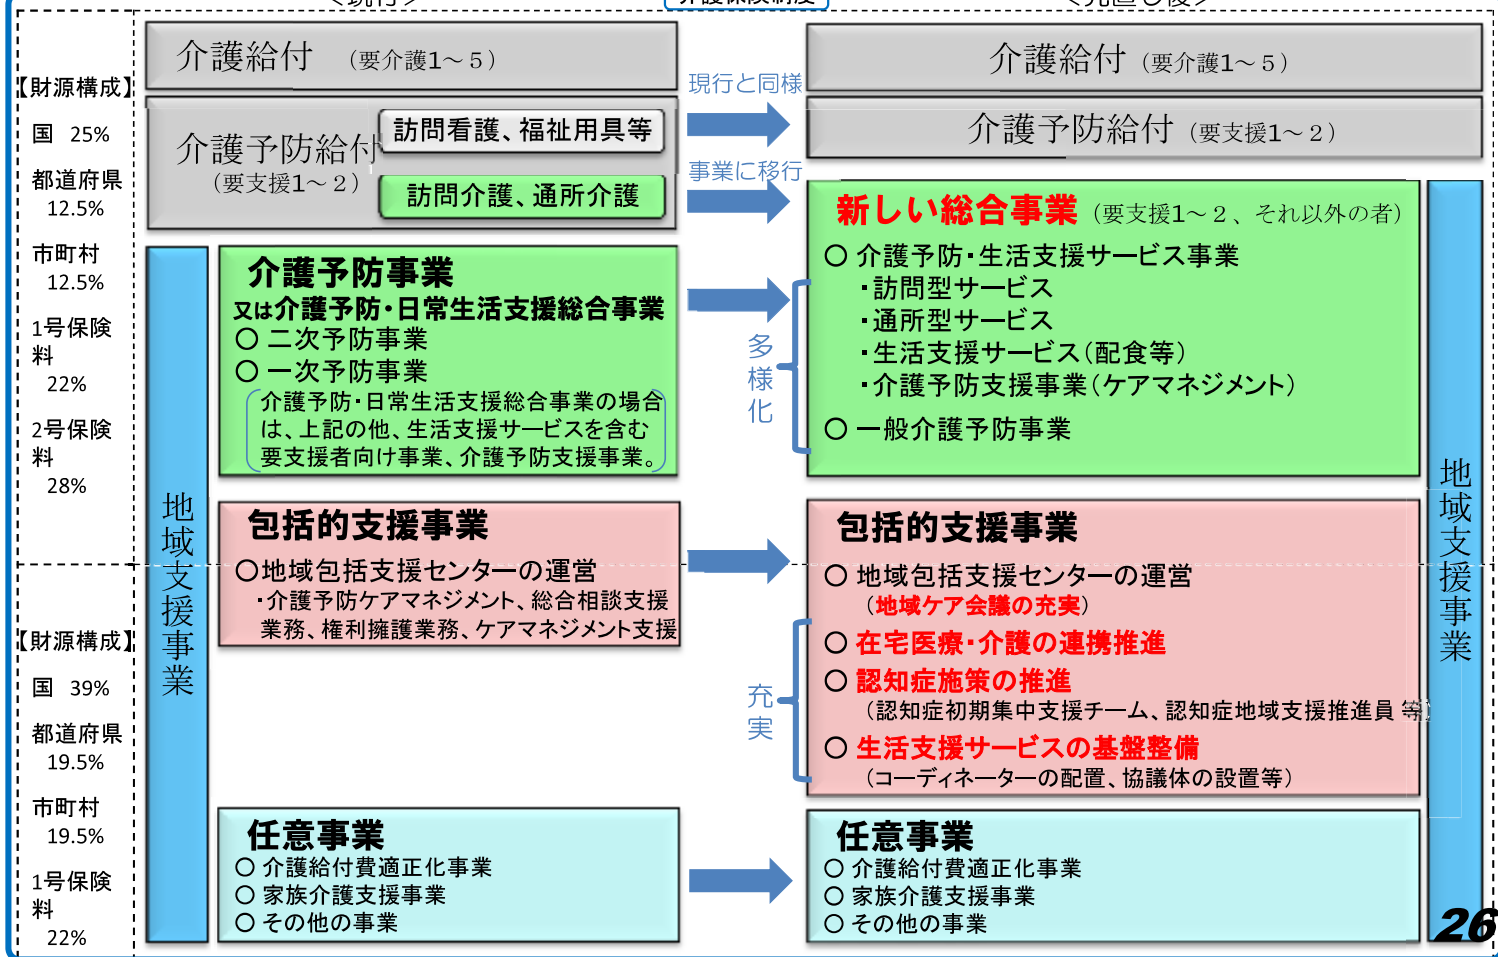 ＜現行＞
介護保険制度
＜見直し後＞
【財源構成】
国 25%
都道府県
12.5%
市町村
12.5%
1号保険
料
22%
2号保険
料
28%
【財源構成】
国 39%
都道府県
19.5%
市町村
19.5%
1号保険
料
22%
介護給付 （要介護1～５）
介護予防給付
（要支援1～２）
訪問看護、福祉用具等
訪問介護、通所介護
地域支援事業
介護予防事業
又は介護予防・日常生活支援総合事業
○ 二次予防事業
○ 一次予防事業
介護予防・日常生活支援総合事業の場合
は、上記の他、生活支援サービスを含む
要支援者向け事業、介護予防支援事業。
包括的支援事業
○地域包括支援センターの運営
・介護予防ケアマネジメント、総合相談支援
業務、権利擁護業務、ケアマネジメント支援
任意事業
○ 介護給付費適正化事業
○ 家族介護支援事業
○ その他の事業
現行と同様
事業に移行
多様化
充実
介護給付（要介護1～５）
介護予防給付（要支援1～２）
新しい総合事業（要支援1～２、それ以外の者）
○ 介護予防・生活支援サービス事業
・訪問型サービス
・通所型サービス
・生活支援サービス（配食等）
・介護予防支援事業（ケアマネジメント）
○ 一般介護予防事業
包括的支援事業
○ 地域包括支援センターの運営
（地域ケア会議の充実）
○ 在宅医療・介護の連携推進
○ 認知症施策の推進
（認知症初期集中支援チーム、認知症地域支援推進員 等）
○ 生活支援サービスの基盤整備
（コーディネーターの配置、協議体の設置等）
任意事業
○ 介護給付費適正化事業
○ 家族介護支援事業
○ その他の事業
地域支援事業
26